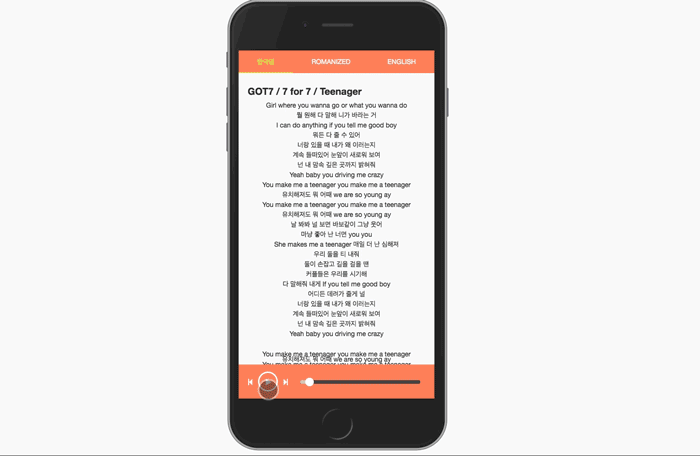 한국어
ROMANIZED
ENGLISH
GOT7 / 7 for 7 / Teenager
Girl where you wanna go or what you wanna do
뭘 원해 다 말해 니가 바라는 거
I can do anything if you tell me good boy
뭐든 다 줄 수 있어
너랑 있을 때 내가 왜 이러는지
계속 들떠있어 눈앞이 새로워 보여
넌 내 맘속 깊은 곳까지 밝혀줘
Yeah baby you driving me crazy
You make me a teenager you make me a teenager
유치해져도 뭐 어때 we are so young ay
You make me a teenager you make me a teenager
유치해져도 뭐 어때 we are so young ay
날 봐봐 널 보면 바보같이 그냥 웃어
마냥 좋아 난 너면 you you
She makes me a teenager 매일 더 난 심해져
우리 둘을 티 내줘
둘이 손잡고 길을 걸을 땐
커플들은 우리를 시기해
다 말해줘 내게 If you tell me good boy
어디든 데려가 줄게 널
너랑 있을 때 내가 왜 이러는지
계속 들떠있어 눈앞이 새로워 보여
넌 내 맘속 깊은 곳까지 밝혀줘
Yeah baby you driving me crazy
You make me a teenager you make me a teenager
유치해져도 뭐 어때 we are so young ay
You make me a teenager you make me a teenager